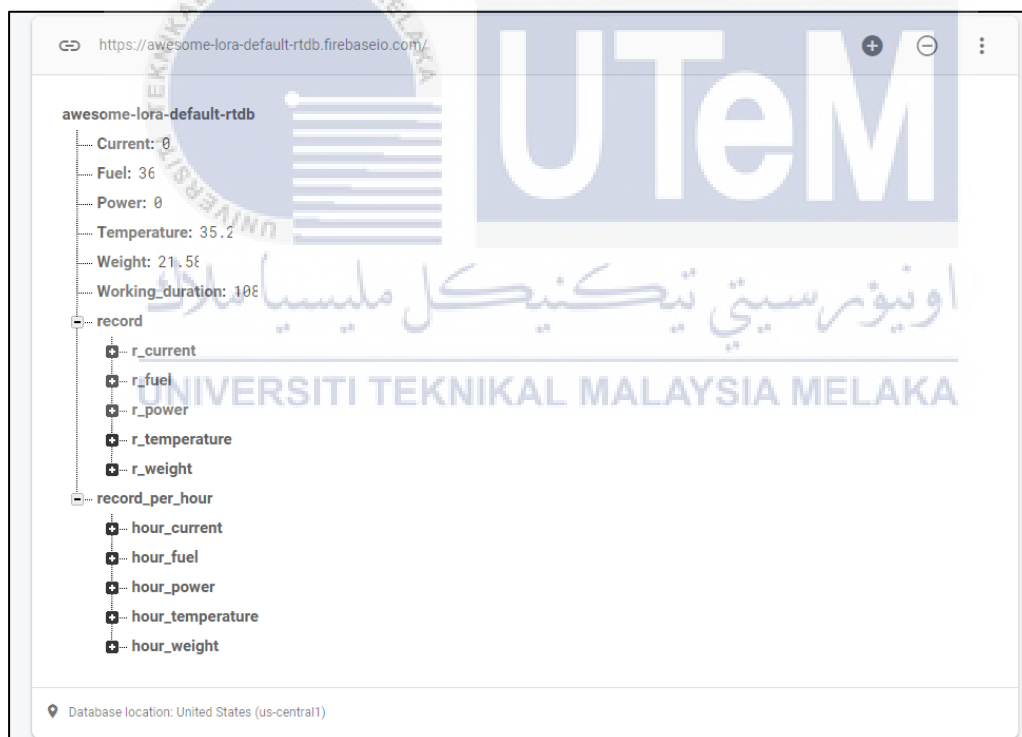 https://awesome-lora-default-rtdb.firebaseio.com/
awesome-lora-default-rtdb
Current: 0
Fuel: 36
Power: 0
Temperature: 35.2
Weight: 21.58
Working_duration: 108
record
r_current
r_fuel
r_power
r_temperature
r_weight
record_per_hour
hour_current
hour_fuel
hour_power
hour_temperature
hour_weight
Database location: United States (us-central1)
UTeM
اونيۏرسيتي تيكنيكل مليسيا ملاك
UNIVERSITI TEKNIKAL MALAYSIA MELAKA